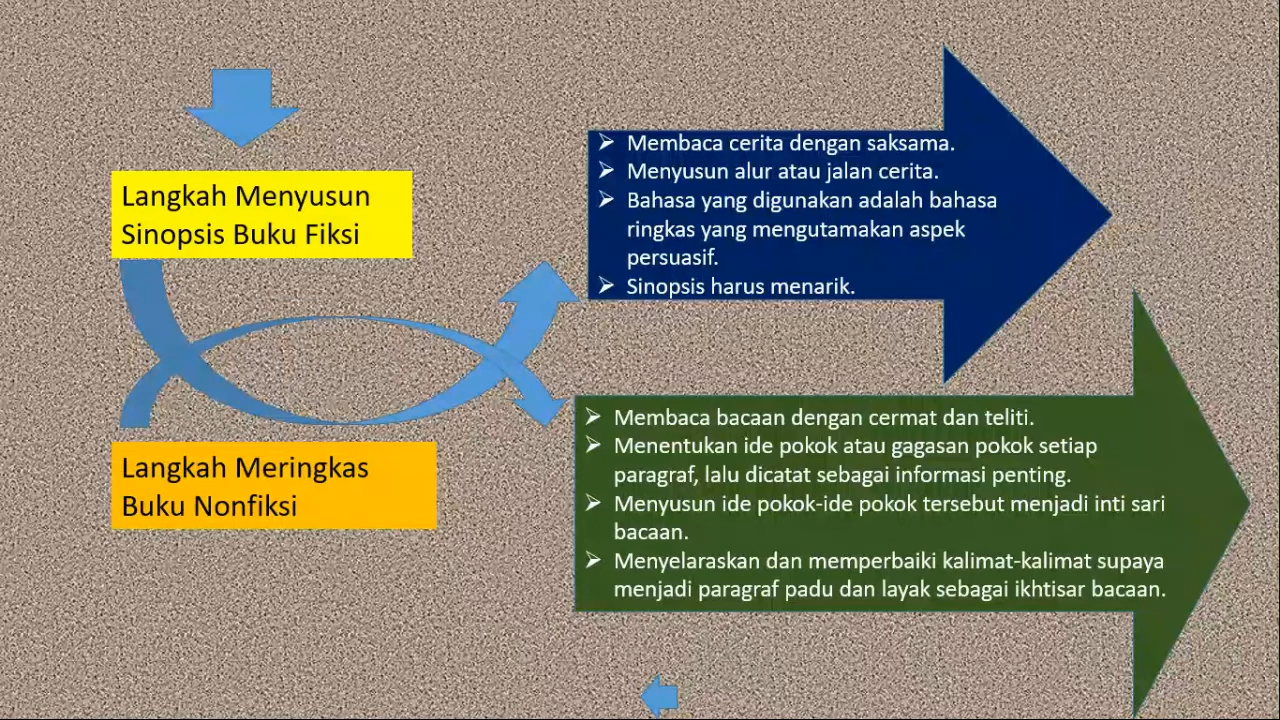 Langkah Menyusun
Sinopsis Buku Fiksi
➢ Membaca cerita dengan saksama.
➢ Menyusun alur atau jalan cerita.
➢ Bahasa yang digunakan adalah bahasa
ringkas yang mengutamakan aspek
persuasif.
➢ Sinopsis harus menarik.
Langkah Meringkas
Buku Nonfiksi
➢ Membaca bacaan dengan cermat dan teliti.
➢ Menentukan ide pokok atau gagasan pokok setiap
paragraf, lalu dicatat sebagai informasi penting.
➢ Menyusun ide pokok-ide pokok tersebut menjadi inti sari
bacaan.
➢ Menyelaraskan dan memperbaiki kalimat-kalimat supaya
menjadi paragraf padu dan layak sebagai ikhtisar bacaan.